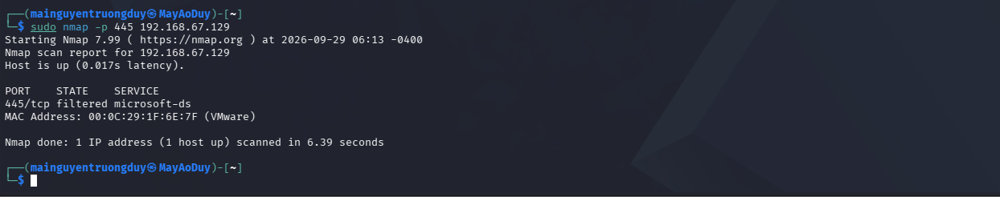 ┌──(mainguyentruongduy㉿MayAoDuy)-[~]
└─$ sudo nmap -p 445 192.168.67.129
Starting Nmap 7.99 ( https://nmap.org ) at 2026-09-29 06:13 -0400
Nmap scan report for 192.168.67.129
Host is up (0.017s latency).
PORT    STATE    SERVICE
445/tcp filtered microsoft-ds
MAC Address: 00:0C:29:1F:6E:7F (VMware)
Nmap done: 1 IP address (1 host up) scanned in 6.39 seconds
┌──(mainguyentruongduy㉿MayAoDuy)-[~]
└─$